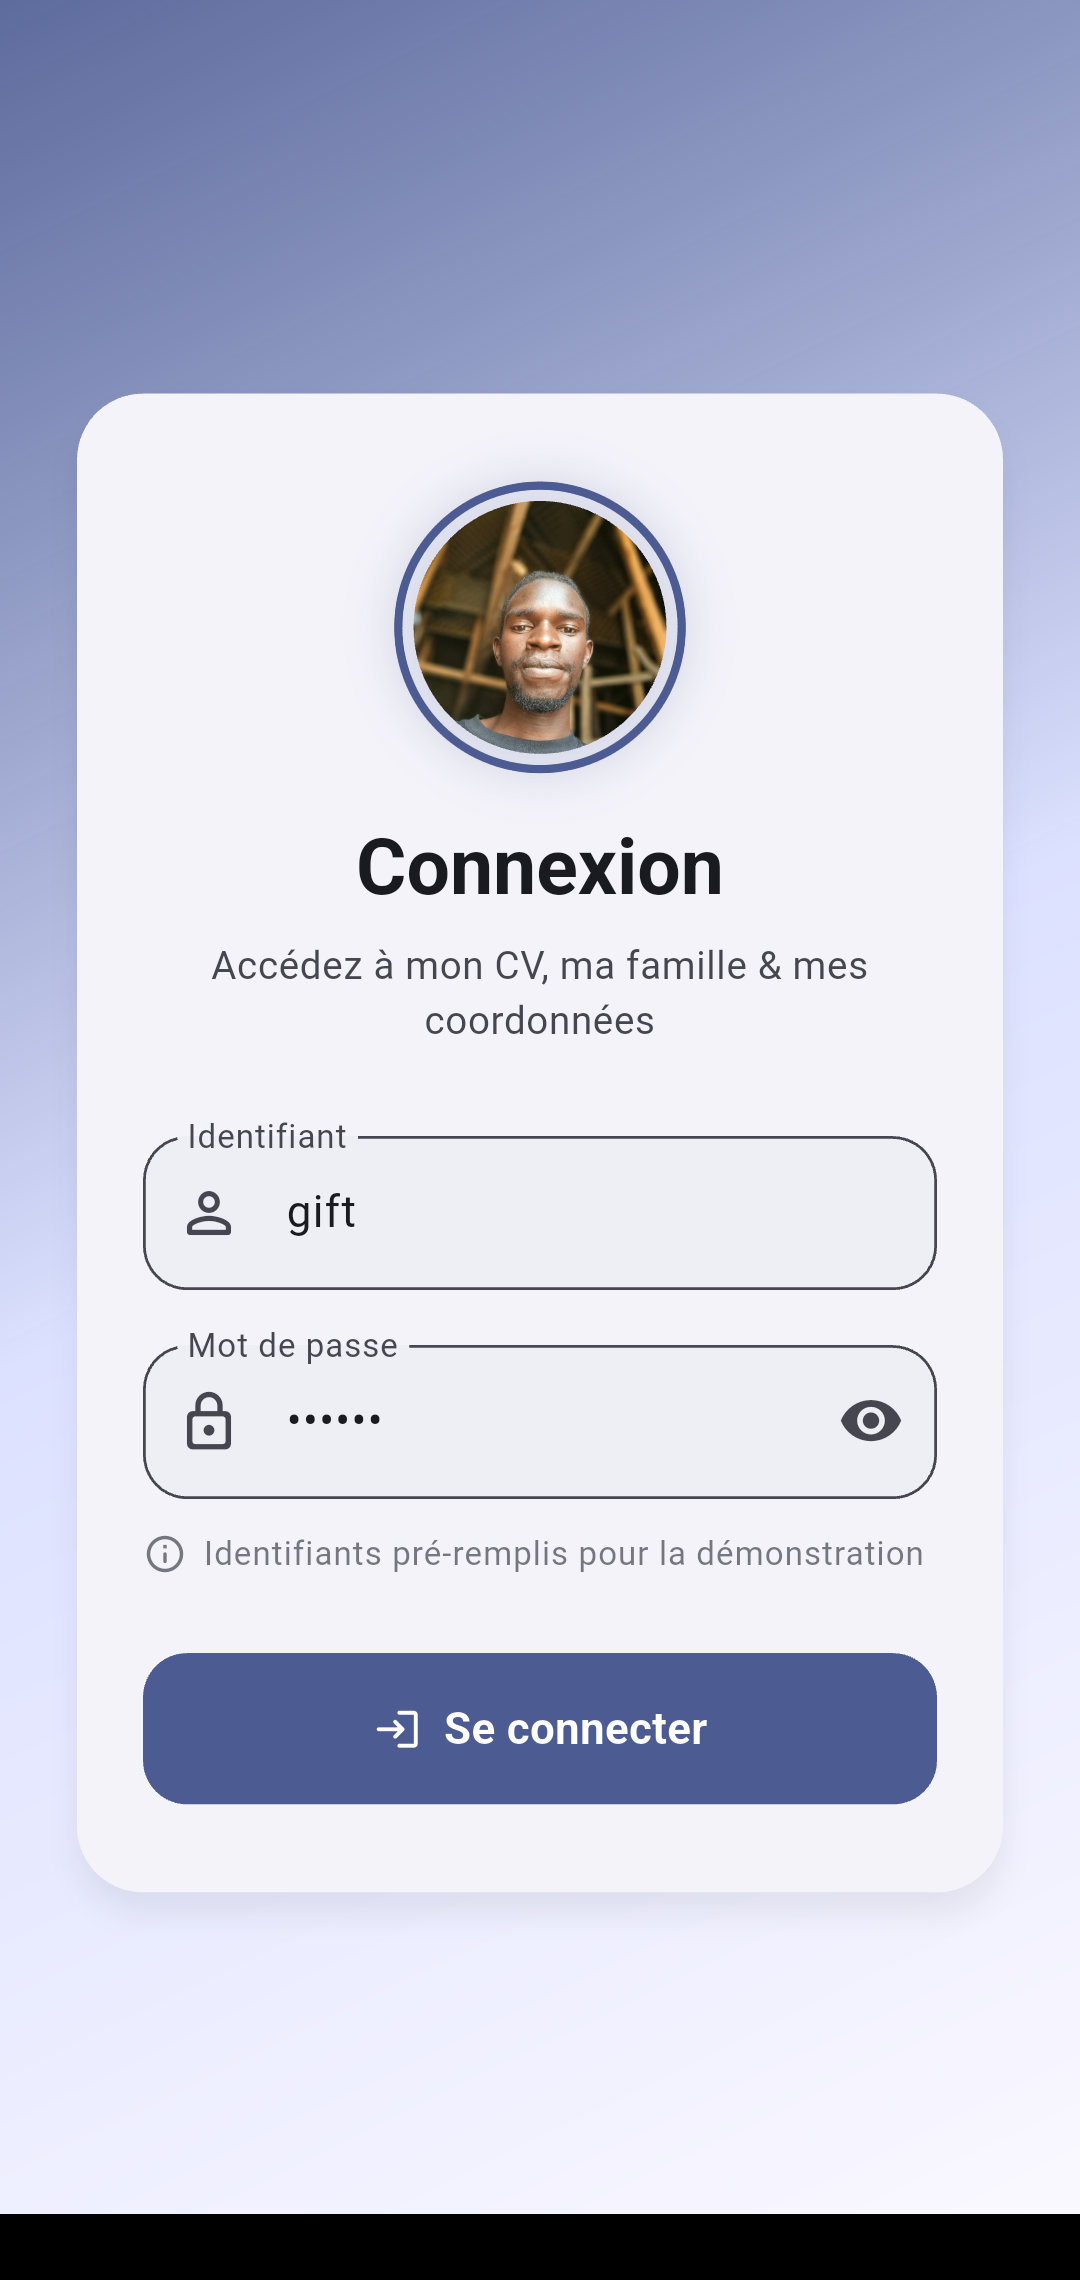 Connexion
Accédez à mon CV, ma famille & mes
coordonnées
Identifiant
gift
Mot de passe
••••••
Identifiants pré-remplis pour la démonstration
Se connecter